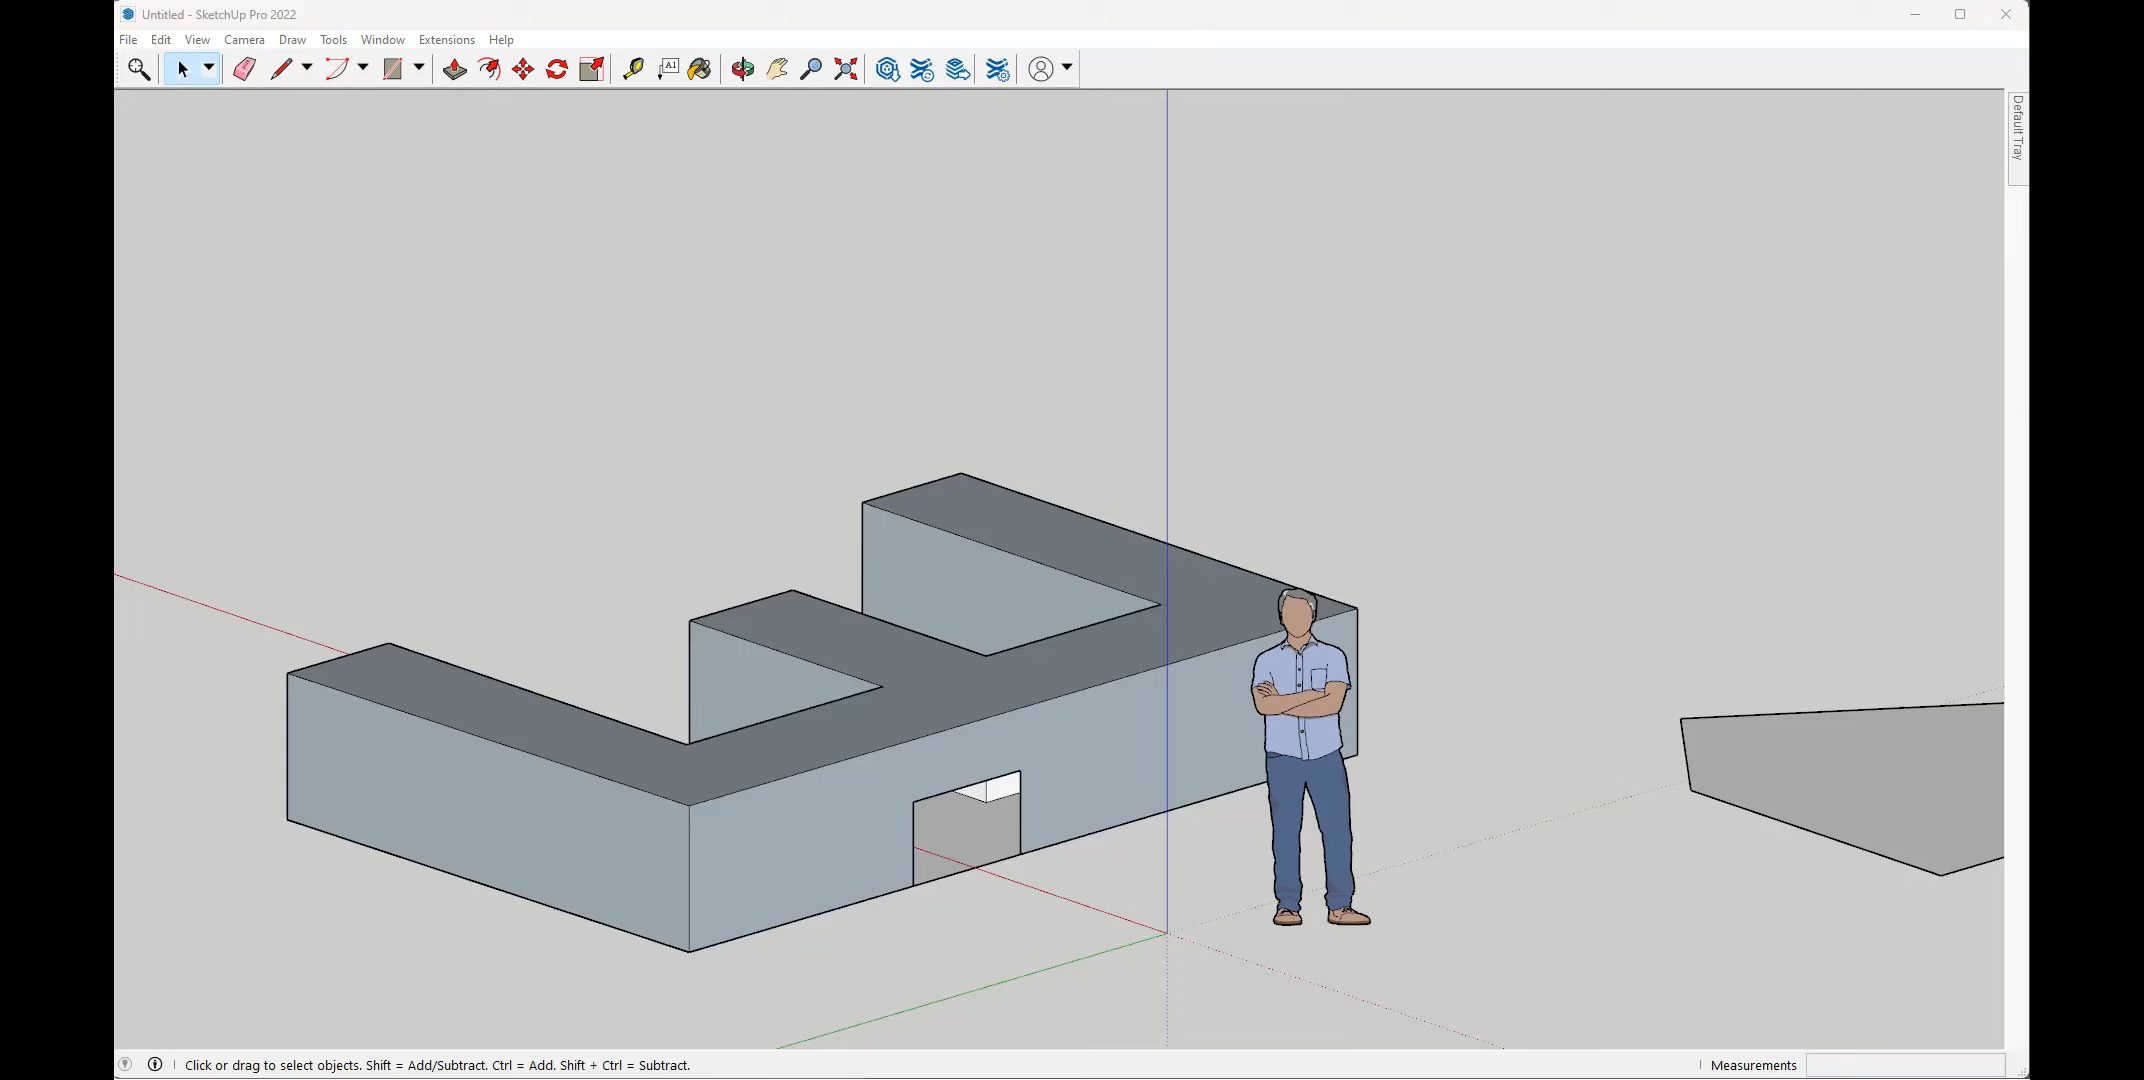 Untitled - SketchUp Pro 2022
File Edit View Camera Draw Tools Window Extensions Help
A1
Default Tray
Click or drag to select objects. Shift = Add/Subtract. Ctrl = Add. Shift + Ctrl = Subtract.
Measurements